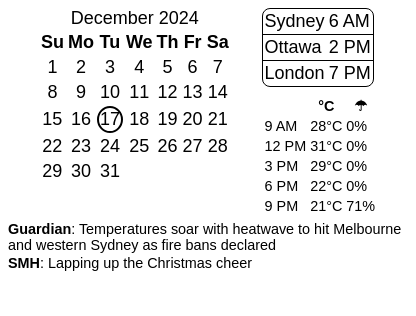 December 2024
Su Mo Tu We Th Fr Sa
1 2 3 4 5 6 7
8 9 10 11 12 13 14
15 16 17 18 19 20 21
22 23 24 25 26 27 28
29 30 31
Sydney 6 AM
Ottawa 2 PM
London 7 PM
°C ☂
9 AM 28°C 0%
12 PM 31°C 0%
3 PM 29°C 0%
6 PM 22°C 0%
9 PM 21°C 71%
Guardian: Temperatures soar with heatwave to hit Melbourne
and western Sydney as fire bans declared
SMH: Lapping up the Christmas cheer